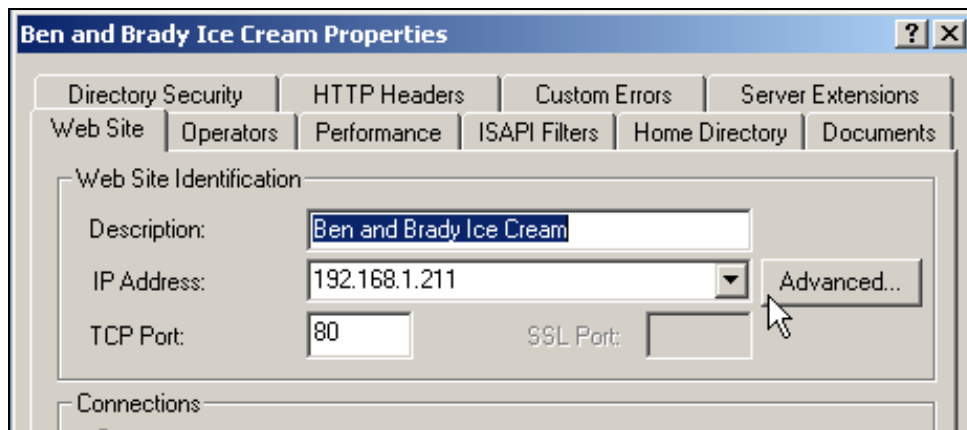 Ben and Brady Ice Cream Properties
Directory Security HTTP Headers Custom Errors Server Extensions
Web Site Operators Performance ISAPI Filters Home Directory Documents
Web Site Identification
Description: Ben and Brady Ice Cream
IP Address: 192.168.1.211 Advanced...
TCP Port: 80 SSL Port:
Connections